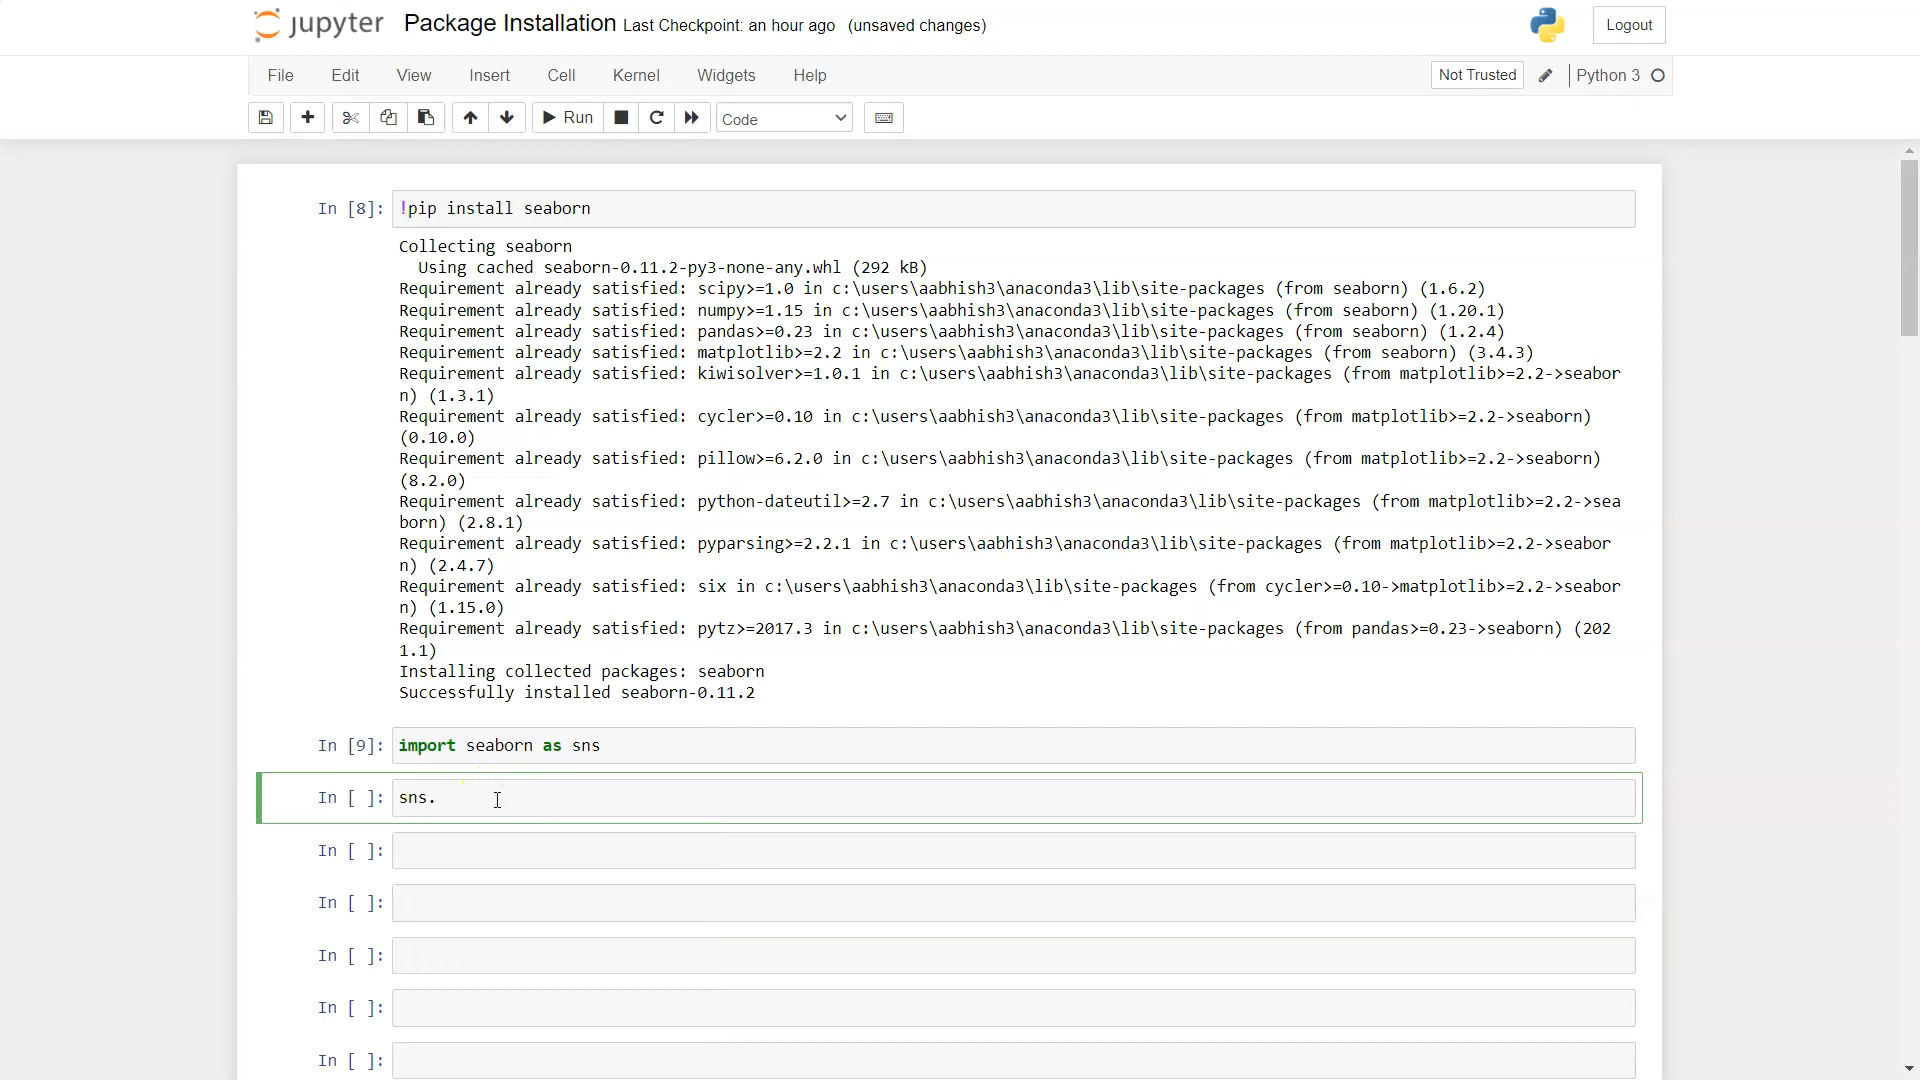 jupyter Package Installation Last Checkpoint: an hour ago (unsaved changes) Logout
File Edit View Insert Cell Kernel Widgets Help Not Trusted Python 3
Run Code
In [8]: !pip install seaborn
Collecting seaborn
Using cached seaborn-0.11.2-py3-none-any.whl (292 kB)
Requirement already satisfied: scipy>=1.0 in c:\users\aabhish3\anaconda3\lib\site-packages (from seaborn) (1.6.2)
Requirement already satisfied: numpy>=1.15 in c:\users\aabhish3\anaconda3\lib\site-packages (from seaborn) (1.20.1)
Requirement already satisfied: pandas>=0.23 in c:\users\aabhish3\anaconda3\lib\site-packages (from seaborn) (1.2.4)
Requirement already satisfied: matplotlib>=2.2 in c:\users\aabhish3\anaconda3\lib\site-packages (from seaborn) (3.4.3)
Requirement already satisfied: kiwisolver>=1.0.1 in c:\users\aabhish3\anaconda3\lib\site-packages (from matplotlib>=2.2->seabor
n) (1.3.1)
Requirement already satisfied: cycler>=0.10 in c:\users\aabhish3\anaconda3\lib\site-packages (from matplotlib>=2.2->seaborn)
(0.10.0)
Requirement already satisfied: pillow>=6.2.0 in c:\users\aabhish3\anaconda3\lib\site-packages (from matplotlib>=2.2->seaborn)
(8.2.0)
Requirement already satisfied: python-dateutil>=2.7 in c:\users\aabhish3\anaconda3\lib\site-packages (from matplotlib>=2.2->sea
born) (2.8.1)
Requirement already satisfied: pyparsing>=2.2.1 in c:\users\aabhish3\anaconda3\lib\site-packages (from matplotlib>=2.2->seabor
n) (2.4.7)
Requirement already satisfied: six in c:\users\aabhish3\anaconda3\lib\site-packages (from cycler>=0.10->matplotlib>=2.2->seabor
n) (1.15.0)
Requirement already satisfied: pytz>=2017.3 in c:\users\aabhish3\anaconda3\lib\site-packages (from pandas>=0.23->seaborn) (202
1.1)
Installing collected packages: seaborn
Successfully installed seaborn-0.11.2
In [9]: import seaborn as sns
In [ ]: sns.
In [ ]:
In [ ]:
In [ ]:
In [ ]:
In [ ]: